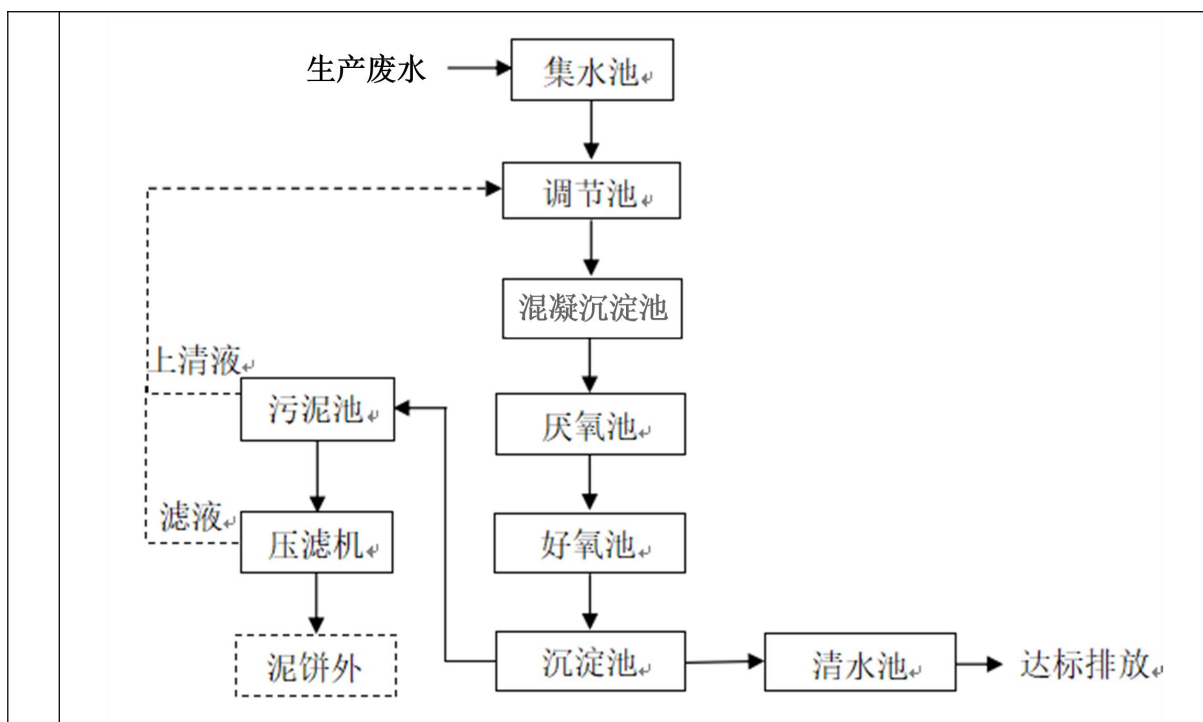 生产废水
集水池
调节池
混凝沉淀池
上清液
污泥池
厌氧池
滤液
压滤机
好氧池
泥饼外
沉淀池
清水池
达标排放